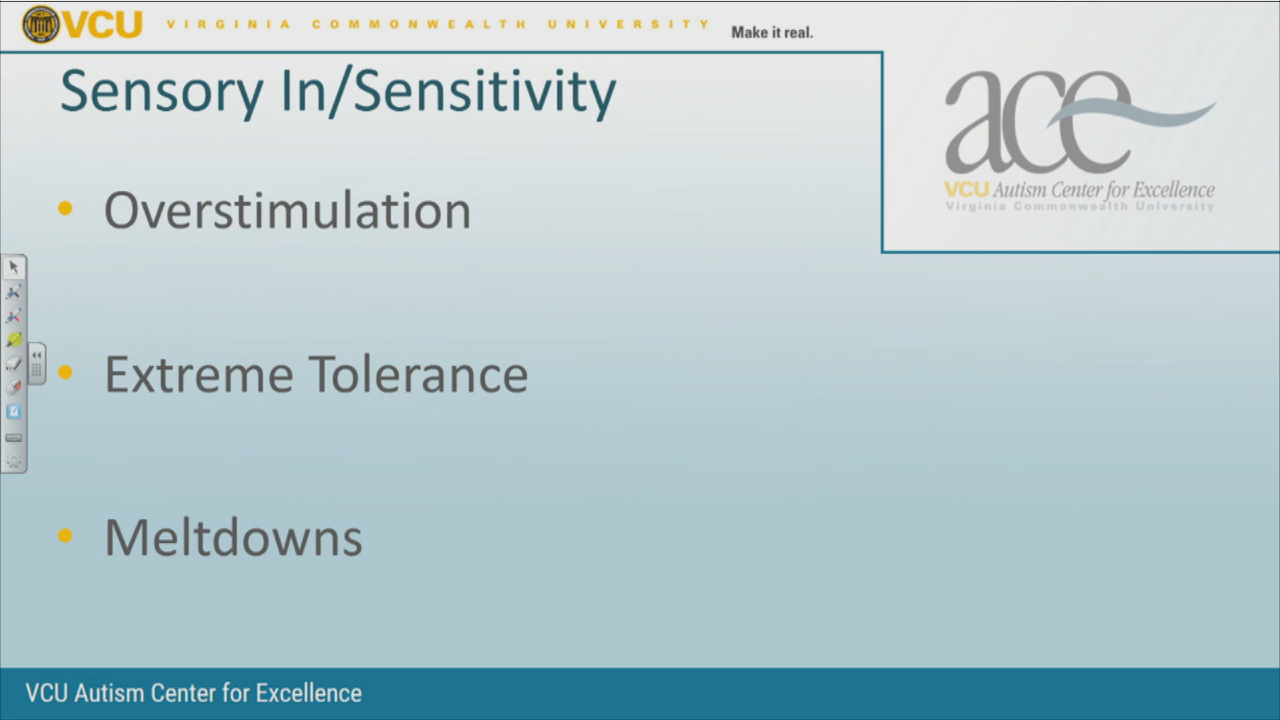 VCU VIRGINIA COMMONWEALTH UNIVERSITY Make it real.
Sensory In/Sensitivity
ace
VCU Autism Center for Excellence
Virginia Commonwealth University
• Overstimulation
• Extreme Tolerance
• Meltdowns
VCU Autism Center for Excellence